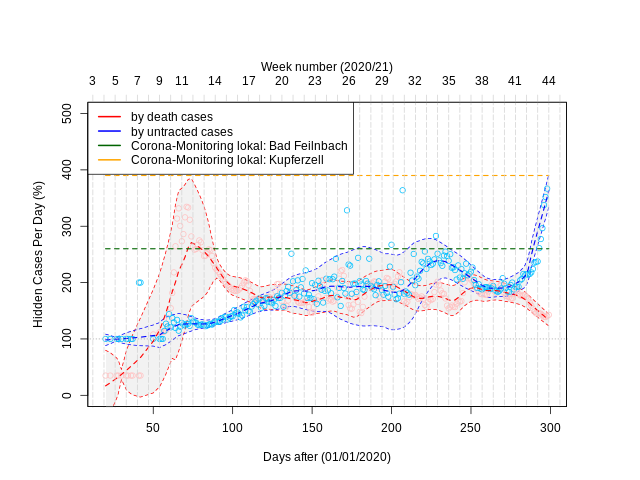 Week number (2020/21)
3 5 7 9 11 14 17 20 23 26 29 32 35 38 41 44
by death cases
by untracted cases
Corona-Monitoring lokal: Bad Feilnbach
Corona-Monitoring lokal: Kupferzell
Hidden Cases Per Day (%)
500
400
300
200
100
0
50 100 150 200 250 300
Days after (01/01/2020)